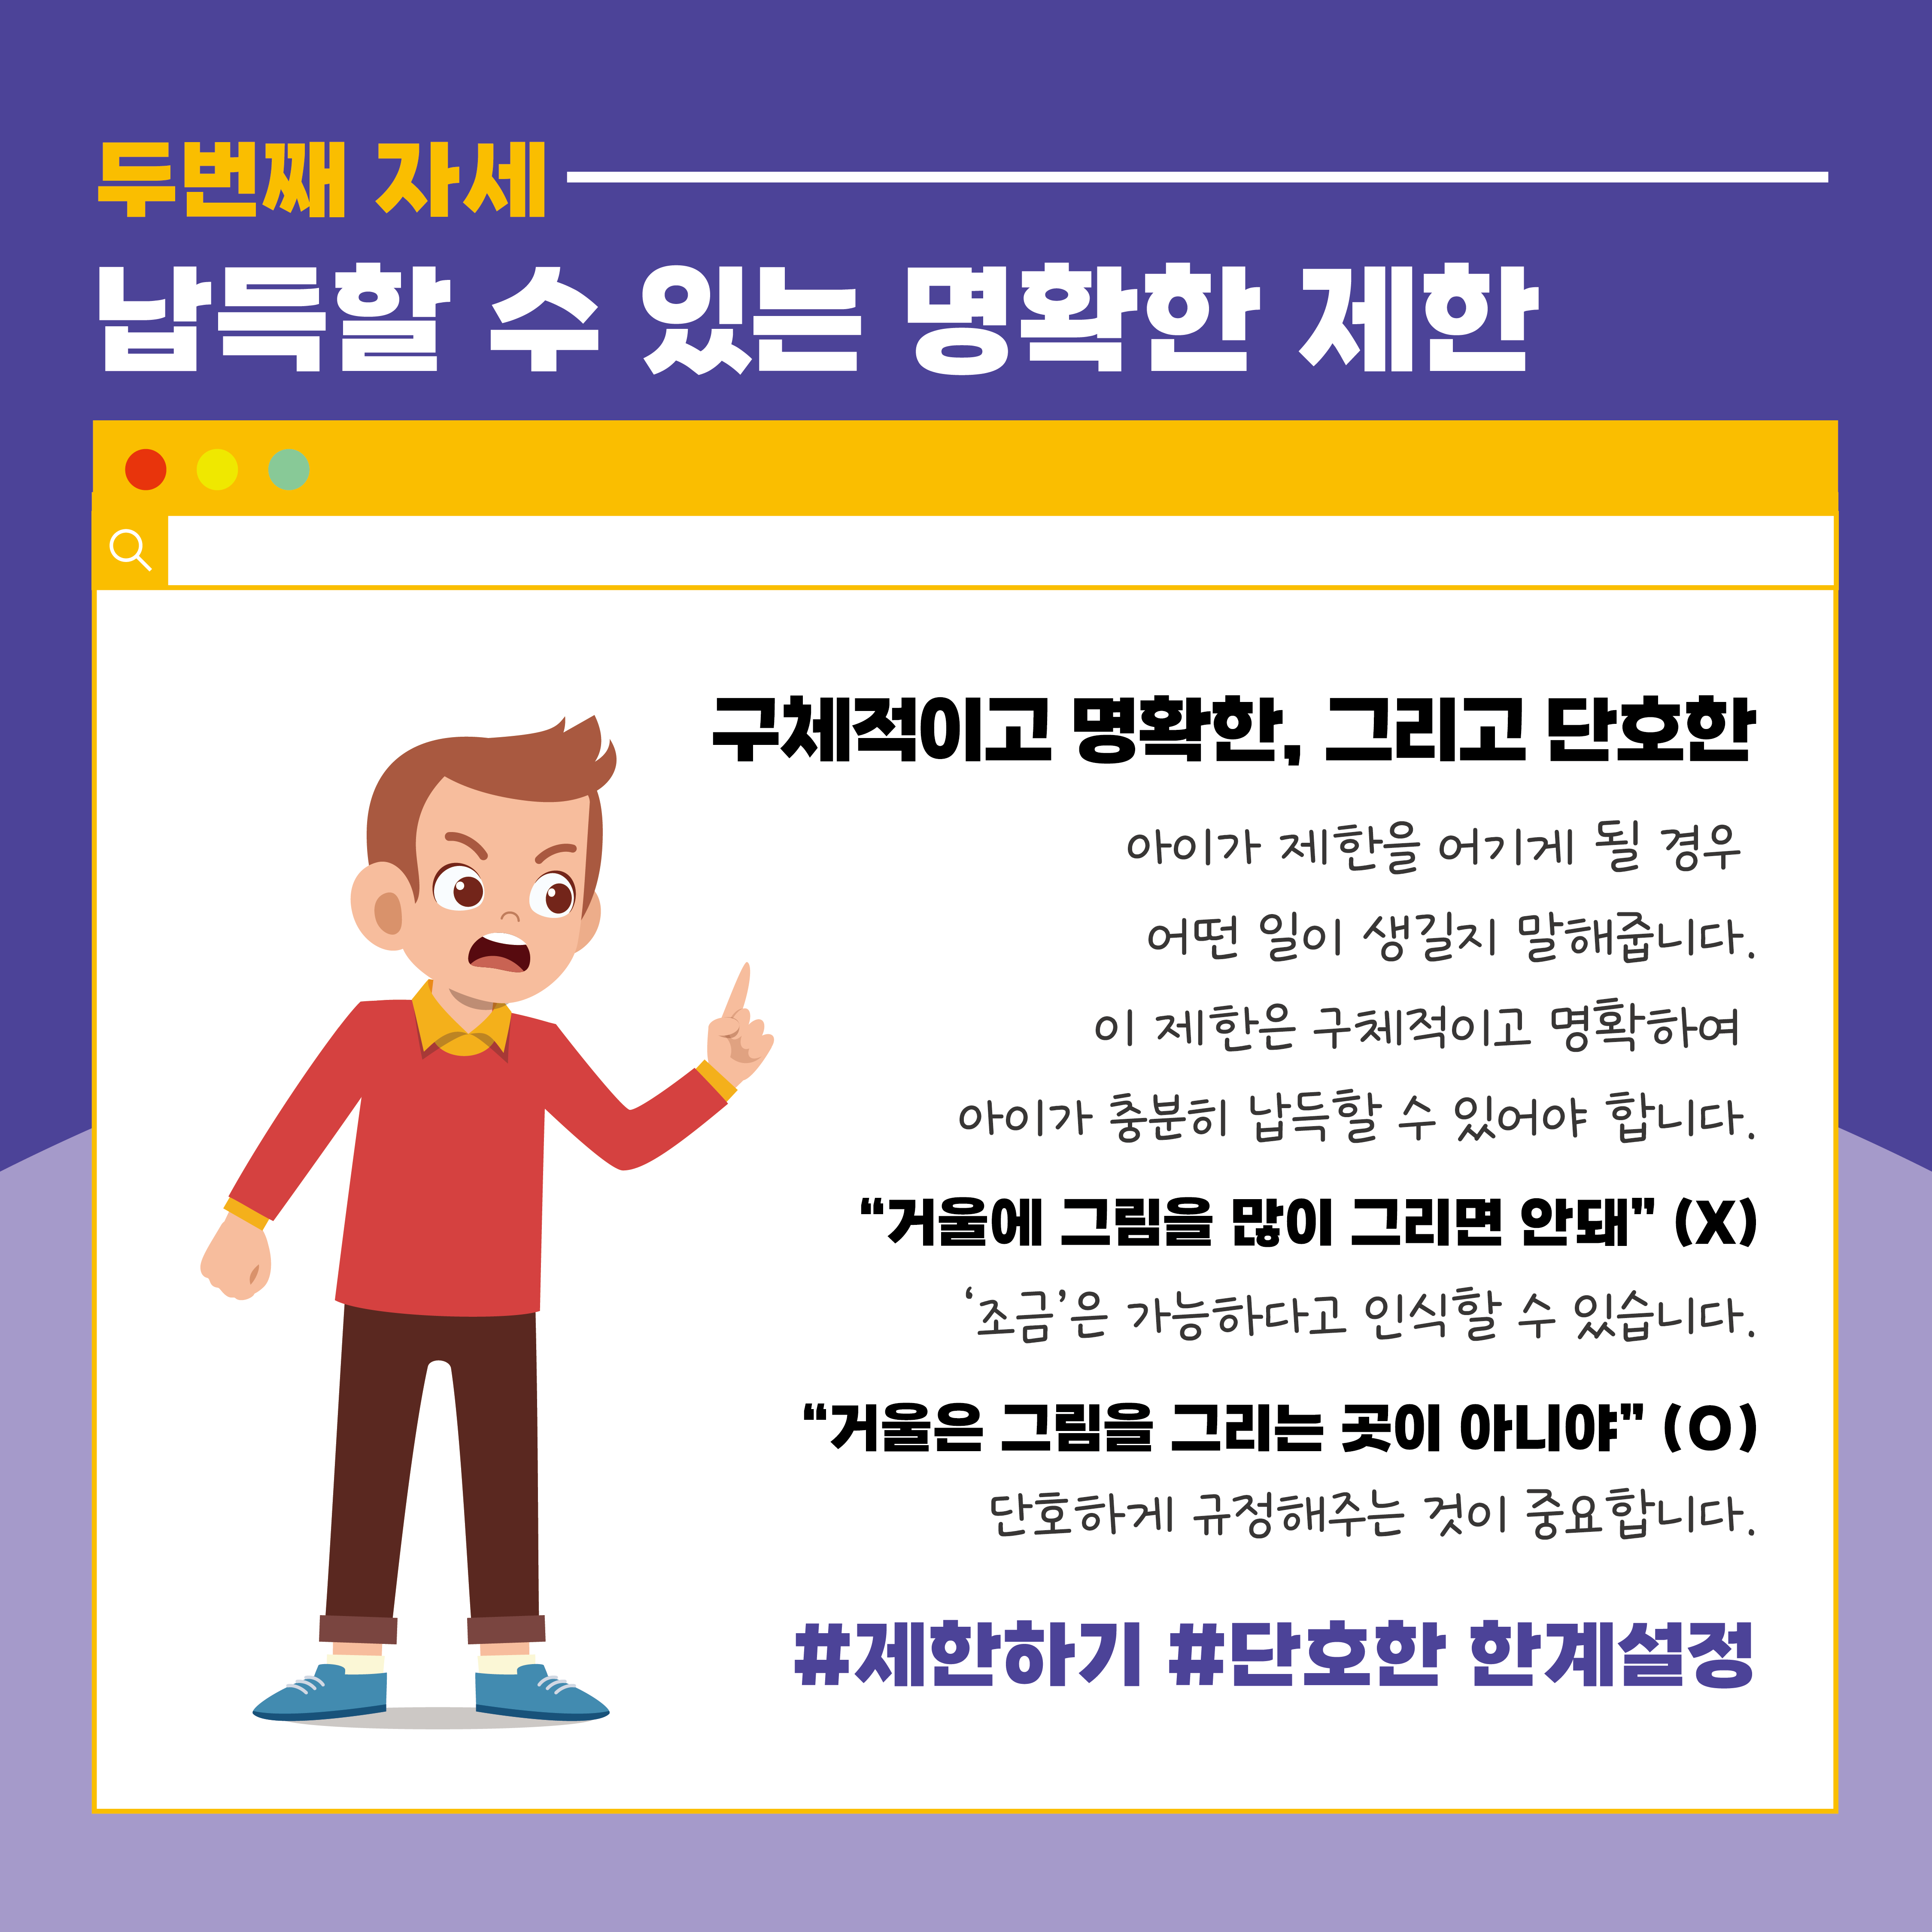 두번째 자세
납득할 수 있는 명확한 제한
구체적이고 명확한, 그리고 단호한
아이가 제한을 어기게 될 경우
어떤 일이 생길지 말해줍니다.
이 제한은 구체적이고 명확하여
아이가 충분히 납득할 수 있어야 합니다.
“거울에 그림을 많이 그리면 안돼” (X)
‘조금’은 가능하다고 인식할 수 있습니다.
“거울은 그림을 그리는 곳이 아니야” (O)
단호하게 규정해주는 것이 중요합니다.
#제한하기 #단호한 한계설정